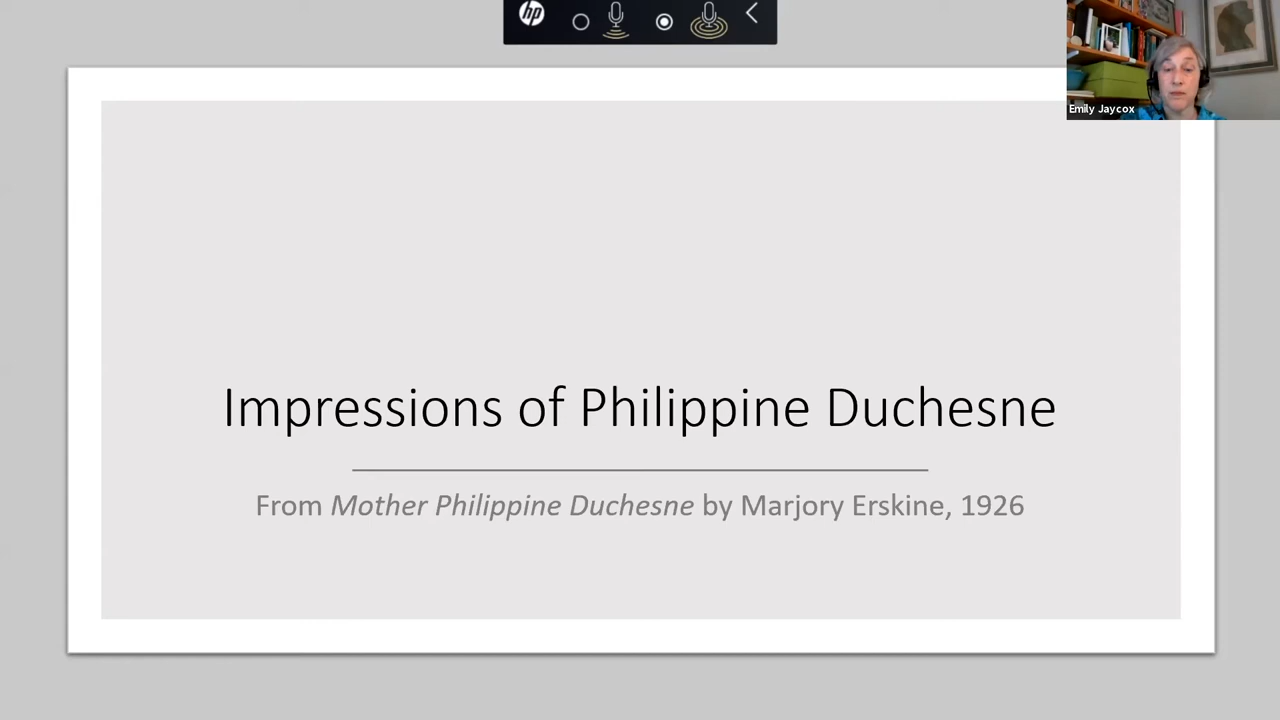 hp
Emily Jaycox
Impressions of Philippine Duchesne
From Mother Philippine Duchesne by Marjory Erskine, 1926